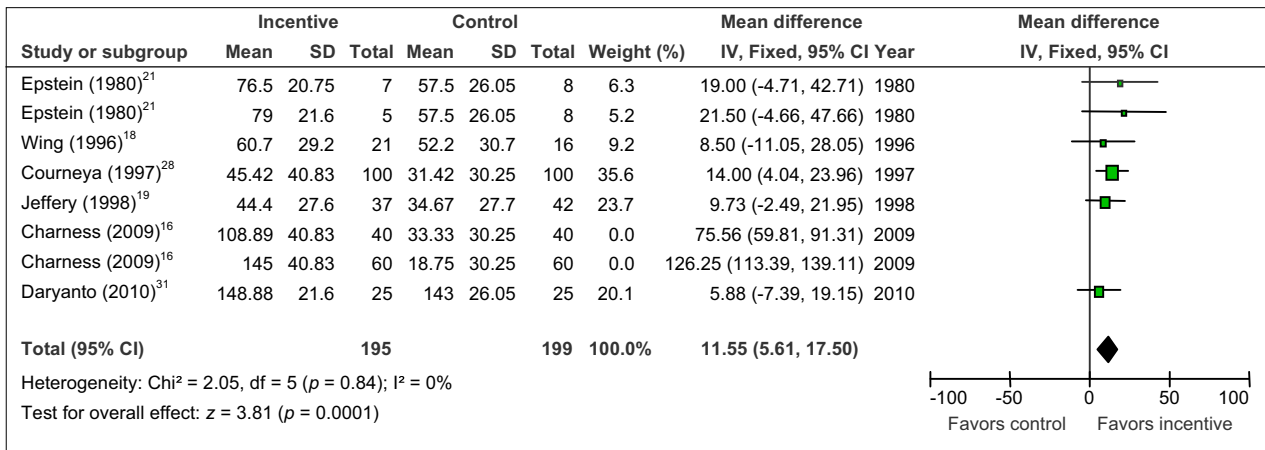 Incentive Control Mean difference Mean difference
Study or subgroup Mean SD Total Mean SD Total Weight (%) IV, Fixed, 95% CI Year IV, Fixed, 95% CI
Epstein (1980)²¹ 76.5 20.75 7 57.5 26.05 8 6.3 19.00 (-4.71, 42.71) 1980
Epstein (1980)²¹ 79 21.6 5 57.5 26.05 8 5.2 21.50 (-4.66, 47.66) 1980
Wing (1996)¹⁸ 60.7 29.2 21 52.2 30.7 16 9.2 8.50 (-11.05, 28.05) 1996
Courneya (1997)²⁸ 45.42 40.83 100 31.42 30.25 100 35.6 14.00 (4.04, 23.96) 1997
Jeffery (1998)¹⁹ 44.4 27.6 37 34.67 27.7 42 23.7 9.73 (-2.49, 21.95) 1998
Charness (2009)¹⁶ 108.89 40.83 40 33.33 30.25 40 0.0 75.56 (59.81, 91.31) 2009
Charness (2009)¹⁶ 145 40.83 60 18.75 30.25 60 0.0 126.25 (113.39, 139.11) 2009
Daryanto (2010)³¹ 148.88 21.6 25 143 26.05 25 20.1 5.88 (-7.39, 19.15) 2010
Total (95% CI) 195 199 100.0% 11.55 (5.61, 17.50)
Heterogeneity: Chi² = 2.05, df = 5 (p = 0.84); I² = 0%
Test for overall effect: z = 3.81 (p = 0.0001)
-100 -50 0 50 100
Favors control Favors incentive